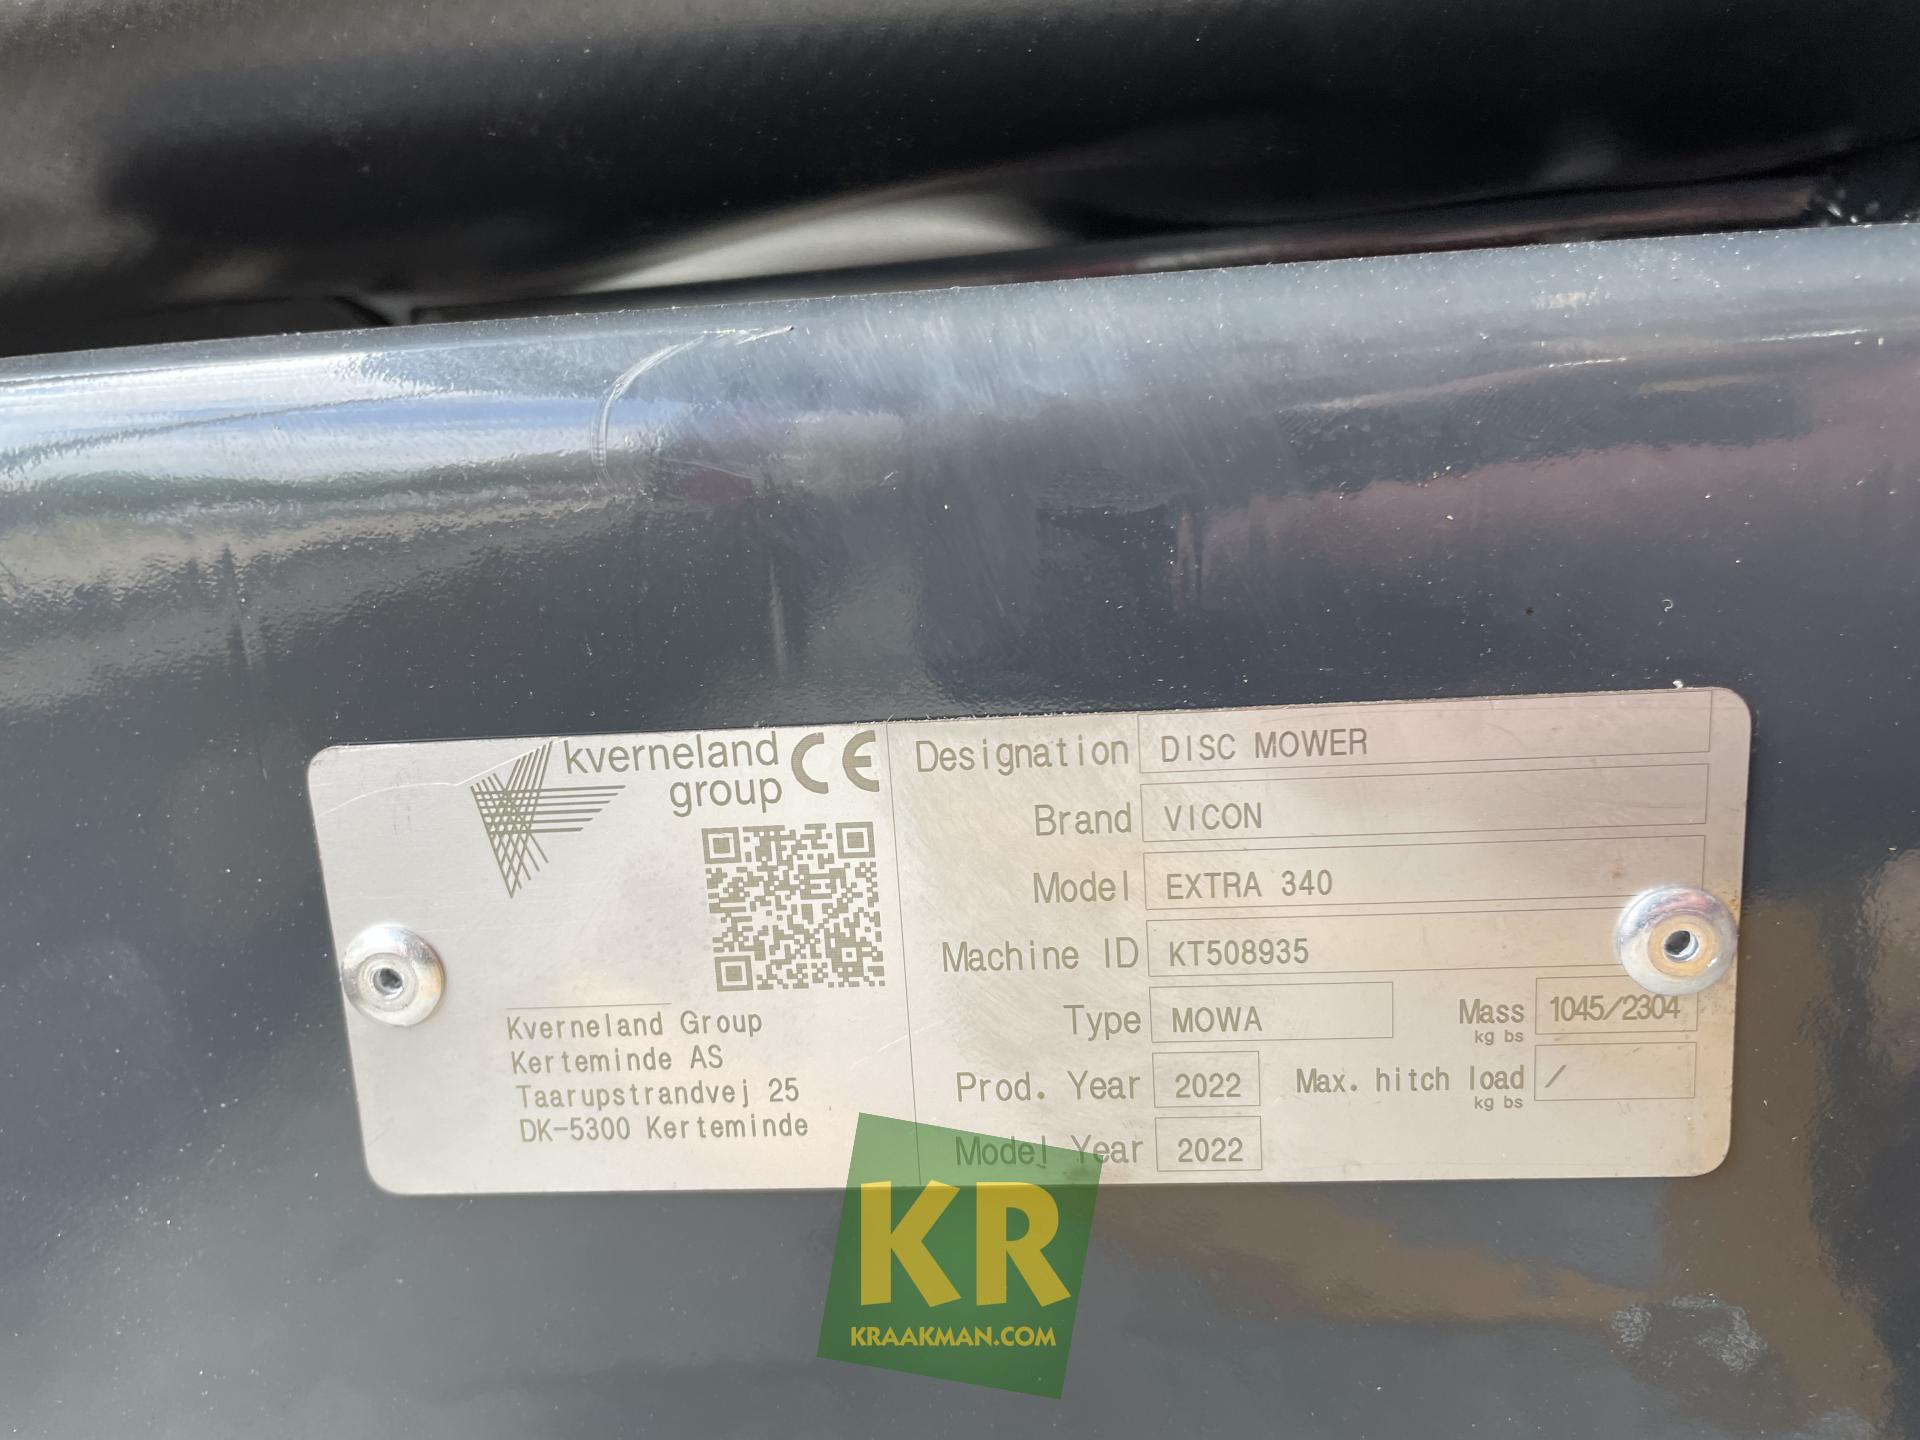 kverneland
group
CE
Kverneland Group
Kerteminde AS
Taarupstrandvej 25
DK-5300 Kerteminde
Designation DISC MOWER
Brand VICON
Model EXTRA 340
Machine ID KT508935
Type MOWA Mass 1045/2304
kg bs
Prod. Year 2022 Max. hitch load /
kg bs
Model Year 2022
KR
KRAAKMAN.COM